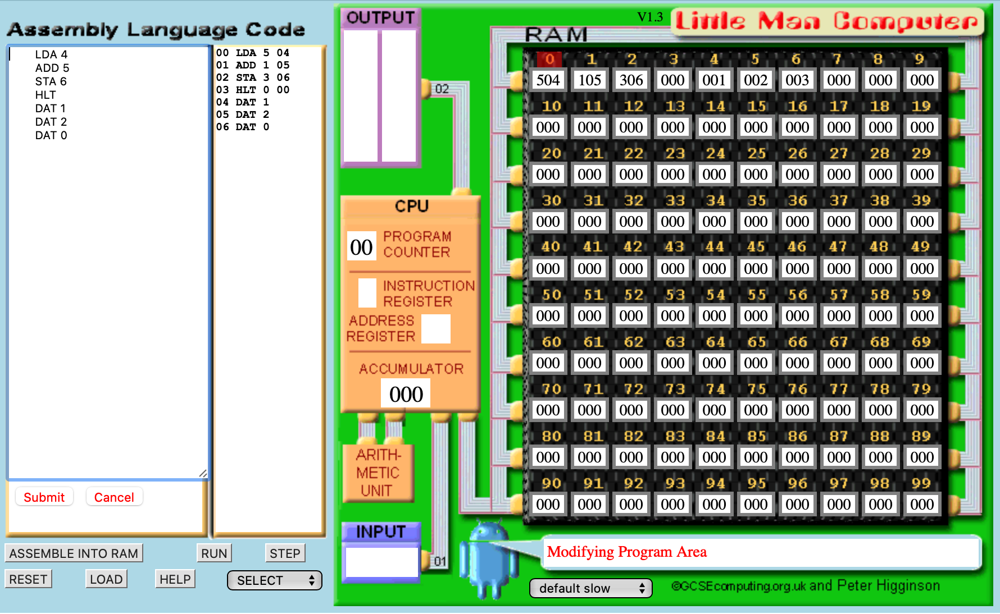 Assembly Language Code
LDA 4
ADD 5
STA 6
HLT
DAT 1
DAT 2
DAT 0
00 LDA 5 04
01 ADD 1 05
02 STA 3 06
03 HLT 0 00
04 DAT 1
05 DAT 2
06 DAT 0
Submit Cancel
ASSEMBLE INTO RAM RUN STEP
RESET LOAD HELP SELECT
OUTPUT
02
CPU
00 PROGRAM
COUNTER
INSTRUCTION
REGISTER
ADDRESS
REGISTER
ACCUMULATOR
000
ARITH-
METIC
UNIT
INPUT
01
V1.3 Little Man Computer
RAM
0 1 2 3 4 5 6 7 8 9
504 105 306 000 001 002 003 000 000 000
10 11 12 13 14 15 16 17 18 19
000 000 000 000 000 000 000 000 000 000
20 21 22 23 24 25 26 27 28 29
000 000 000 000 000 000 000 000 000 000
30 31 32 33 34 35 36 37 38 39
000 000 000 000 000 000 000 000 000 000
40 41 42 43 44 45 46 47 48 49
000 000 000 000 000 000 000 000 000 000
50 51 52 53 54 55 56 57 58 59
000 000 000 000 000 000 000 000 000 000
60 61 62 63 64 65 66 67 68 69
000 000 000 000 000 000 000 000 000 000
70 71 72 73 74 75 76 77 78 79
000 000 000 000 000 000 000 000 000 000
80 81 82 83 84 85 86 87 88 89
000 000 000 000 000 000 000 000 000 000
90 91 92 93 94 95 96 97 98 99
000 000 000 000 000 000 000 000 000 000
Modifying Program Area
default slow
©GCSEcomputing.org.uk and Peter Higginson